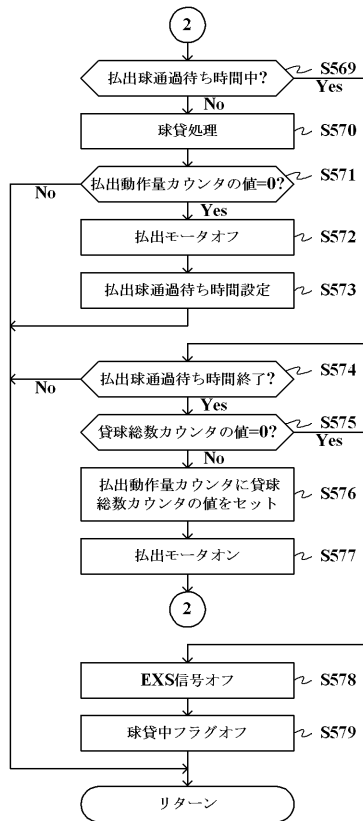 2
払出球通過待ち時間中?
S569
Yes
No
球貸処理
S570
払出動作量カウンタの値=0?
S571
No
Yes
払出モータオフ
S572
払出球通過待ち時間設定
S573
払出球通過待ち時間終了?
S574
No
Yes
貸球総数カウンタの値=0?
S575
Yes
No
払出動作量カウンタに貸球
総数カウンタの値をセット
S576
払出モータオン
S577
2
EXS信号オフ
S578
球貸中フラグオフ
S579
リターン